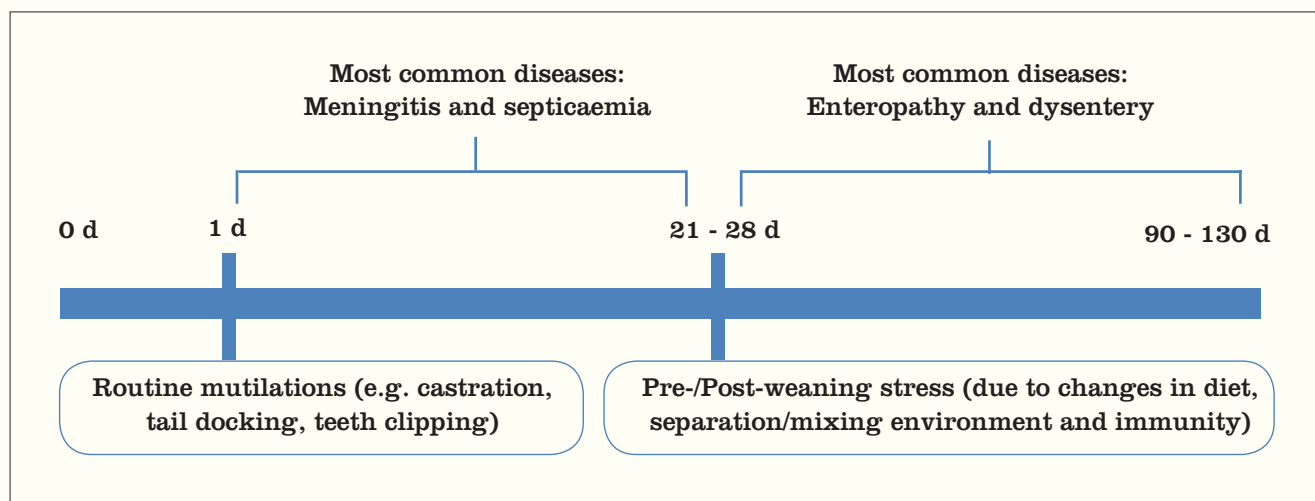 Most common diseases:
Meningitis and septicaemia
Most common diseases:
Enteropathy and dysentery
0 d
1 d
21 - 28 d
90 - 130 d
Routine mutilations (e.g. castration,
tail docking, teeth clipping)
Pre-/Post-weaning stress (due to changes in diet,
separation/mixing environment and immunity)